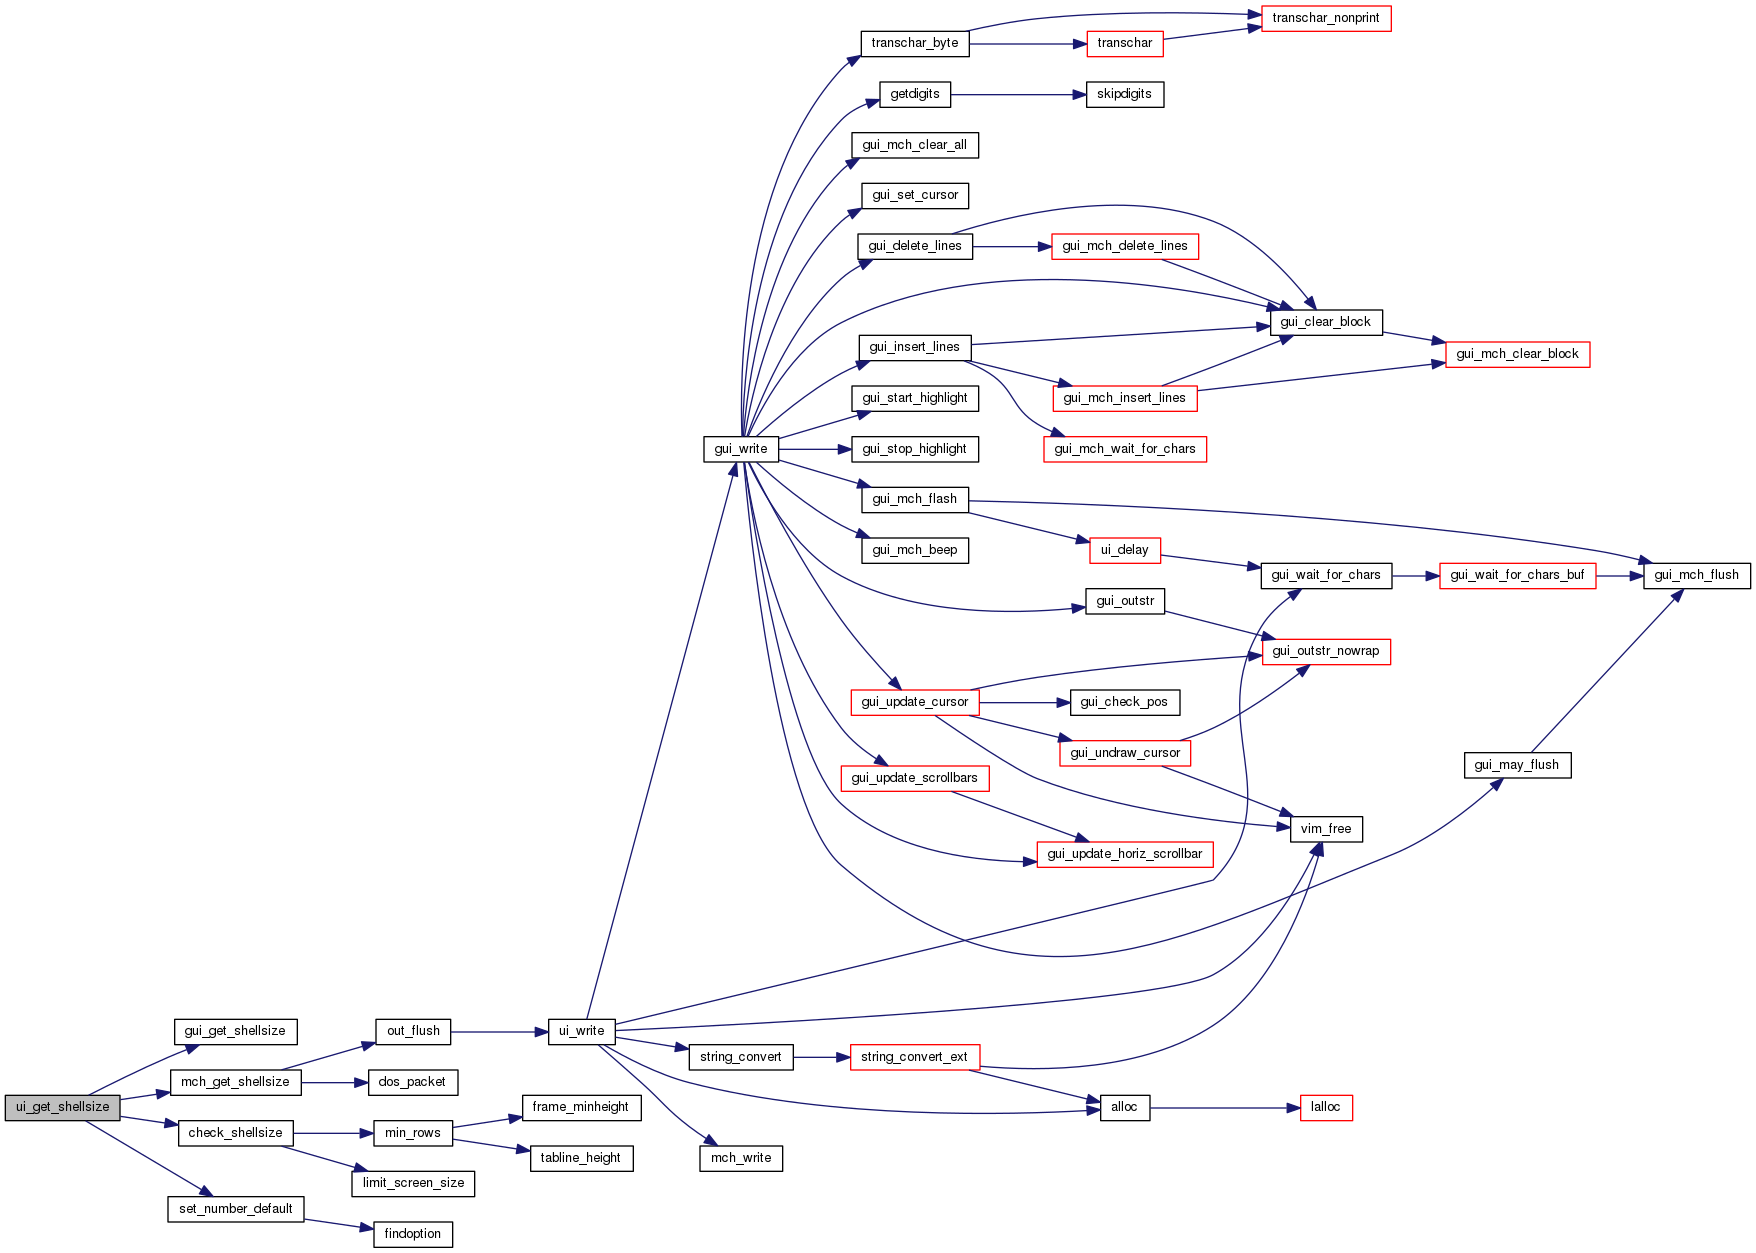 transchar_nonprint
transchar_byte
transchar
getdigits
skipdigits
gui_mch_clear_all
gui_set_cursor
gui_delete_lines
gui_mch_delete_lines
gui_clear_block
gui_insert_lines
gui_mch_clear_block
gui_start_highlight
gui_mch_insert_lines
gui_write
gui_stop_highlight
gui_mch_wait_for_chars
gui_mch_flash
gui_mch_beep
ui_delay
gui_wait_for_chars
gui_wait_for_chars_buf
gui_mch_flush
gui_outstr
gui_outstr_nowrap
gui_update_cursor
gui_check_pos
gui_undraw_cursor
gui_update_scrollbars
gui_may_flush
vim_free
gui_update_horiz_scrollbar
gui_get_shellsize
out_flush
ui_write
string_convert
string_convert_ext
mch_get_shellsize
dos_packet
ui_get_shellsize
frame_minheight
alloc
lalloc
check_shellsize
min_rows
tabline_height
mch_write
limit_screen_size
set_number_default
findoption